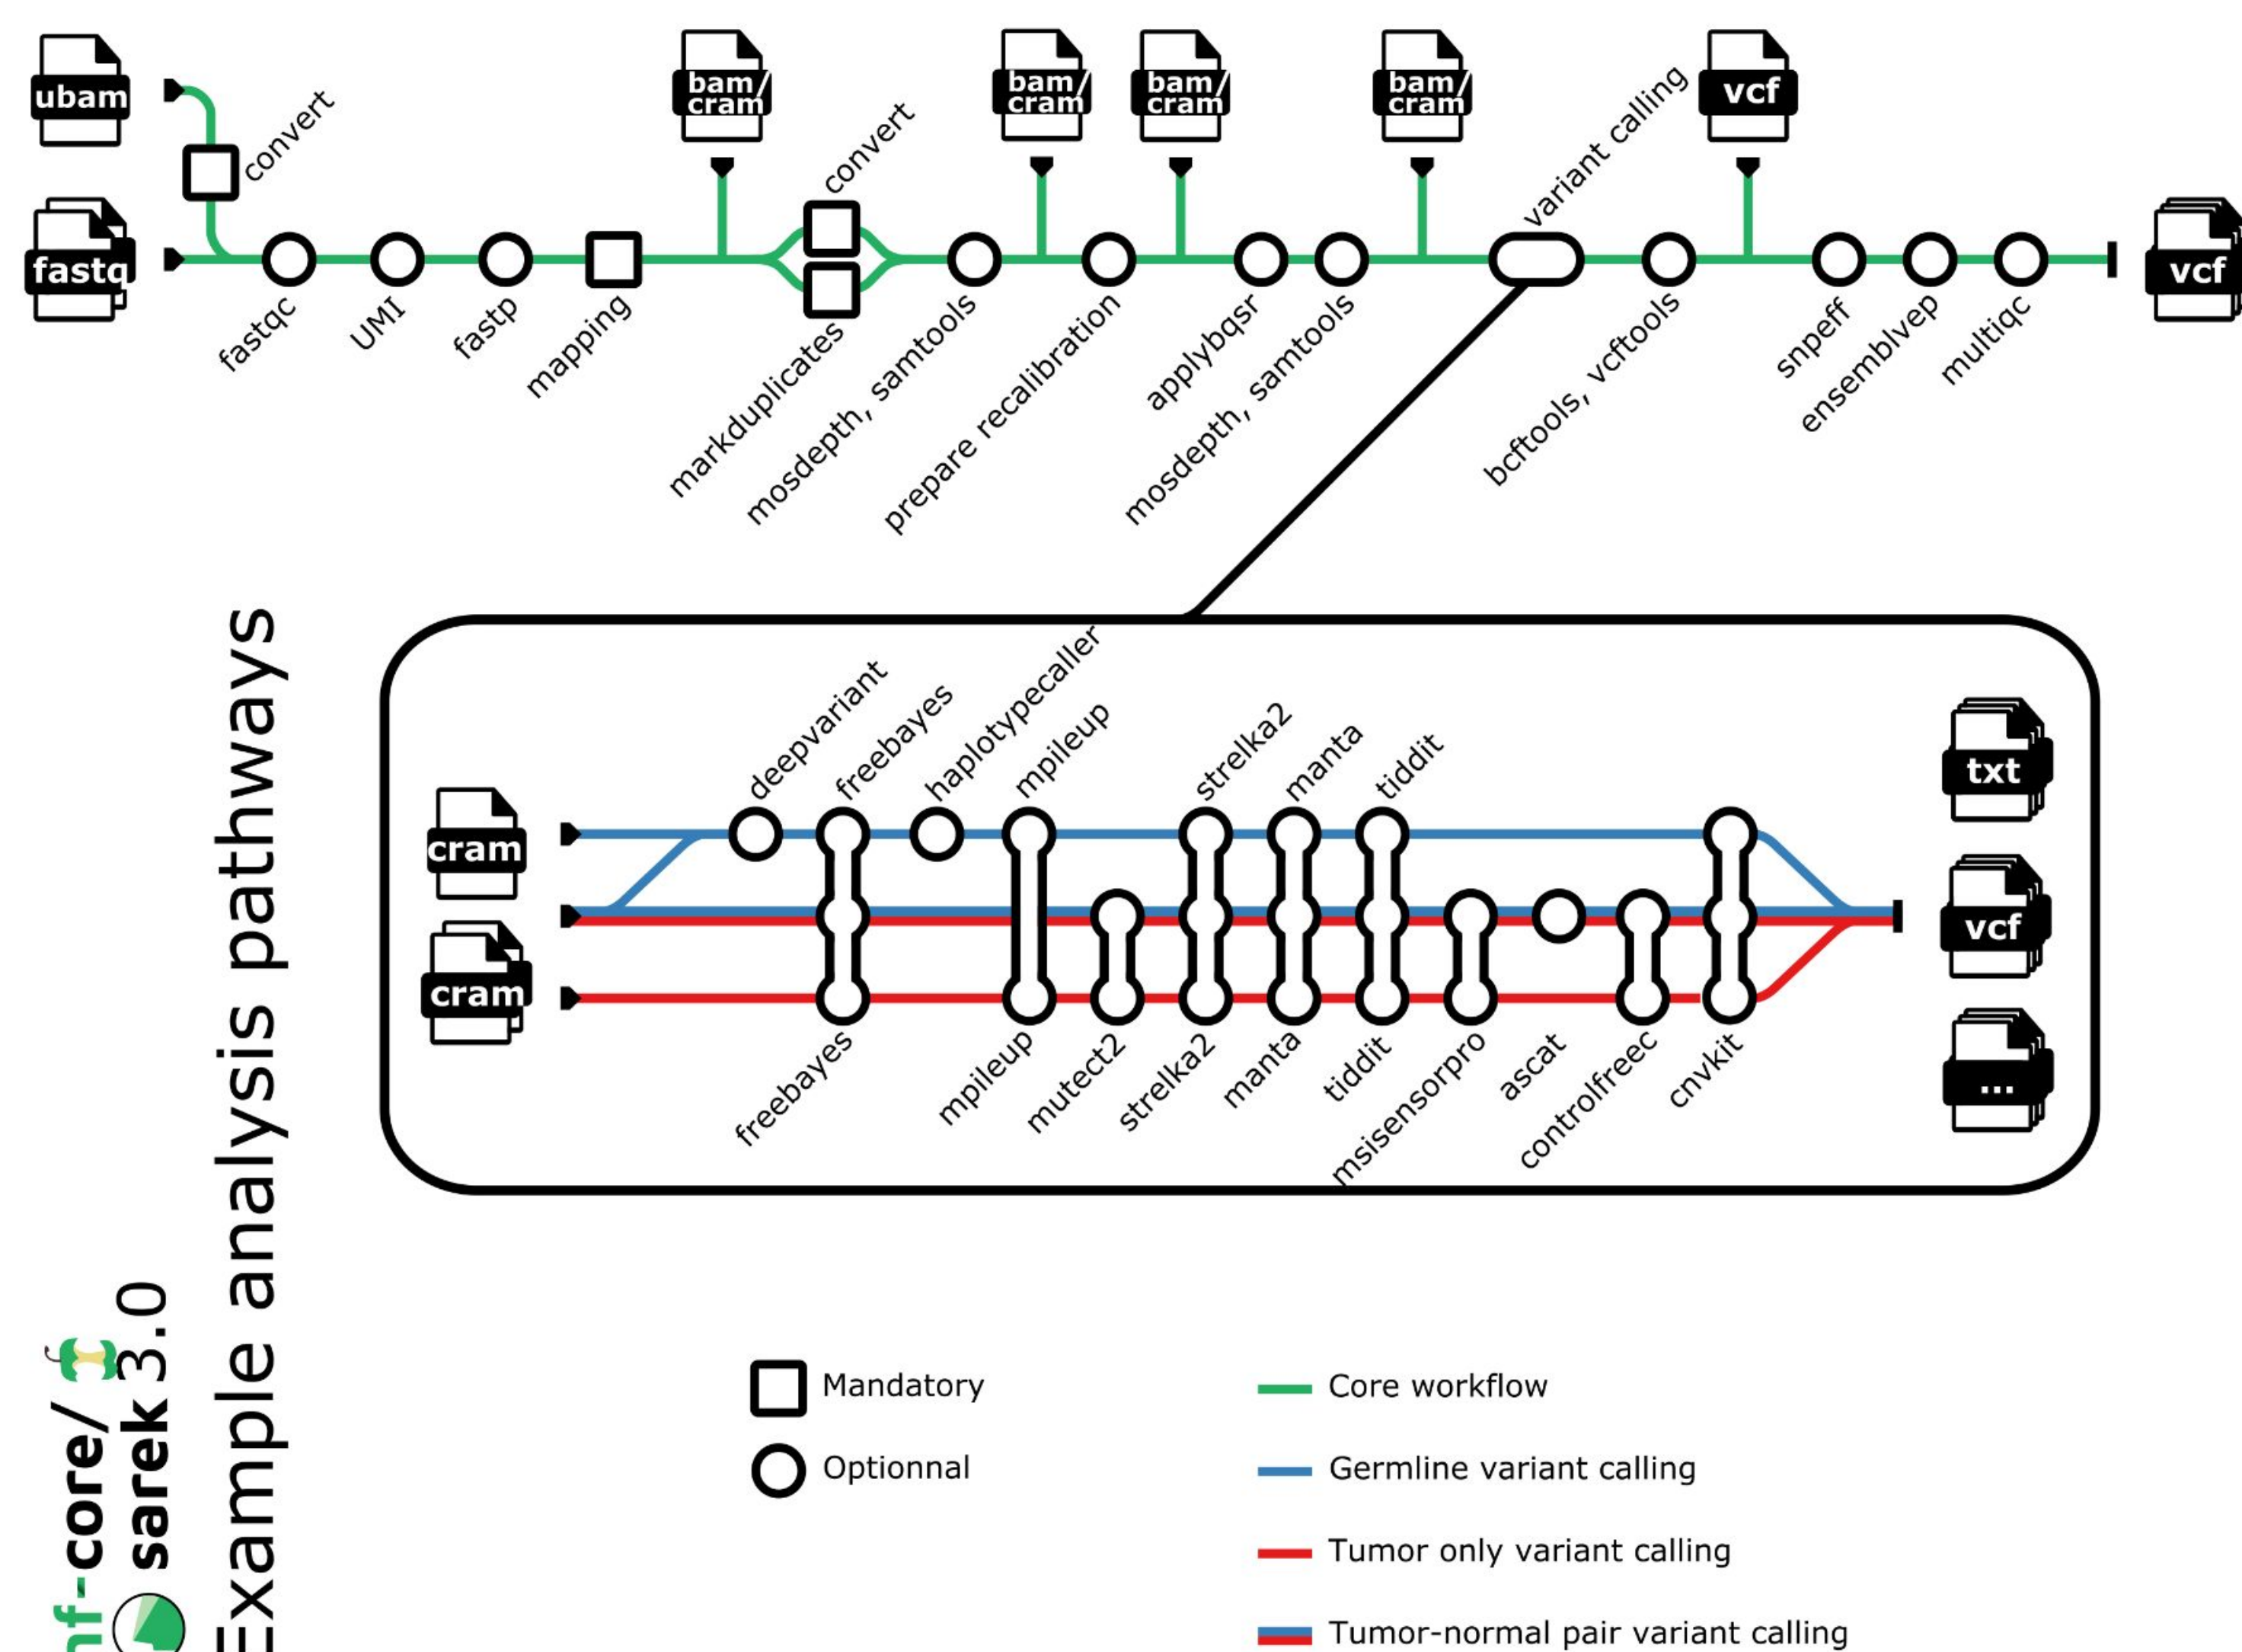 ubam
convert
bam/
cram
bam/
cram
bam/
cram
bam/
cram
variant calling
vcf
convert
fastq
vcf
fastqc
UMI
fastp
mapping
markduplicates
mosdepth, samtools
prepare recalibration
applybqsr
mosdepth, samtools
bcftools, vcftools
snpeff
ensemblvep
multiqc
deepvariant
freebayes
haplotypecaller
mpileup
strelka2
manta
tiddit
cram
cram
txt
vcf
...
freebayes
mpileup
mutect2
strelka2
manta
tiddit
msisensorpro
ascat
controlfreec
cnvkit
nf-core/
sarek 3.0
Example analysis pathways
Mandatory
Optionnal
Core workflow
Germline variant calling
Tumor only variant calling
Tumor-normal pair variant calling